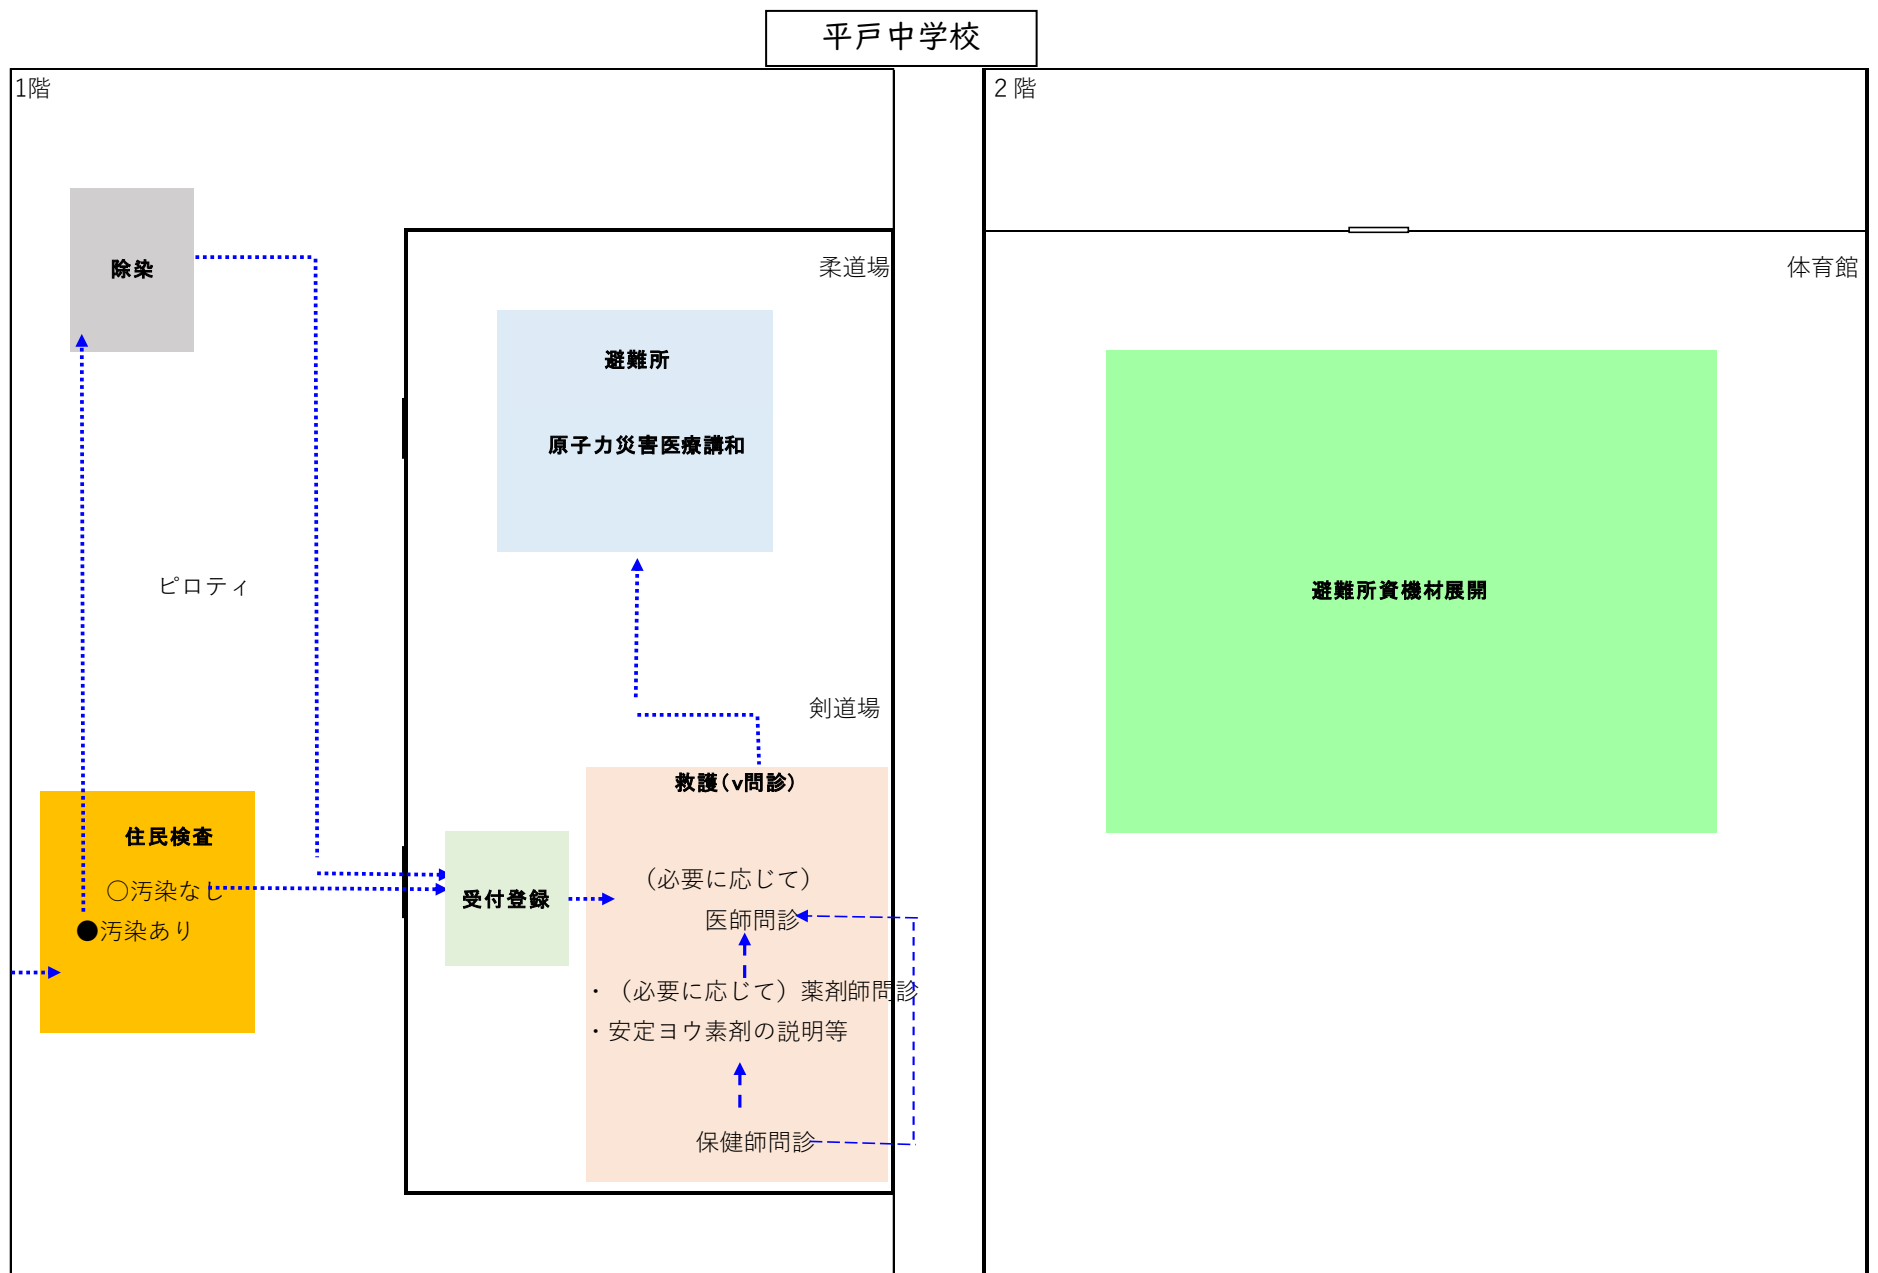 平戸中学校
1階
除染
ピロティ
住民検査
○汚染なし
●汚染あり
柔道場
避難所
原子力災害医療講和
剣道場
受付登録
救護（v問診）
（必要に応じて）
医師問診
・（必要に応じて）薬剤師問診
・安定ヨウ素剤の説明等
保健師問診
２階
体育館
避難所資機材展開